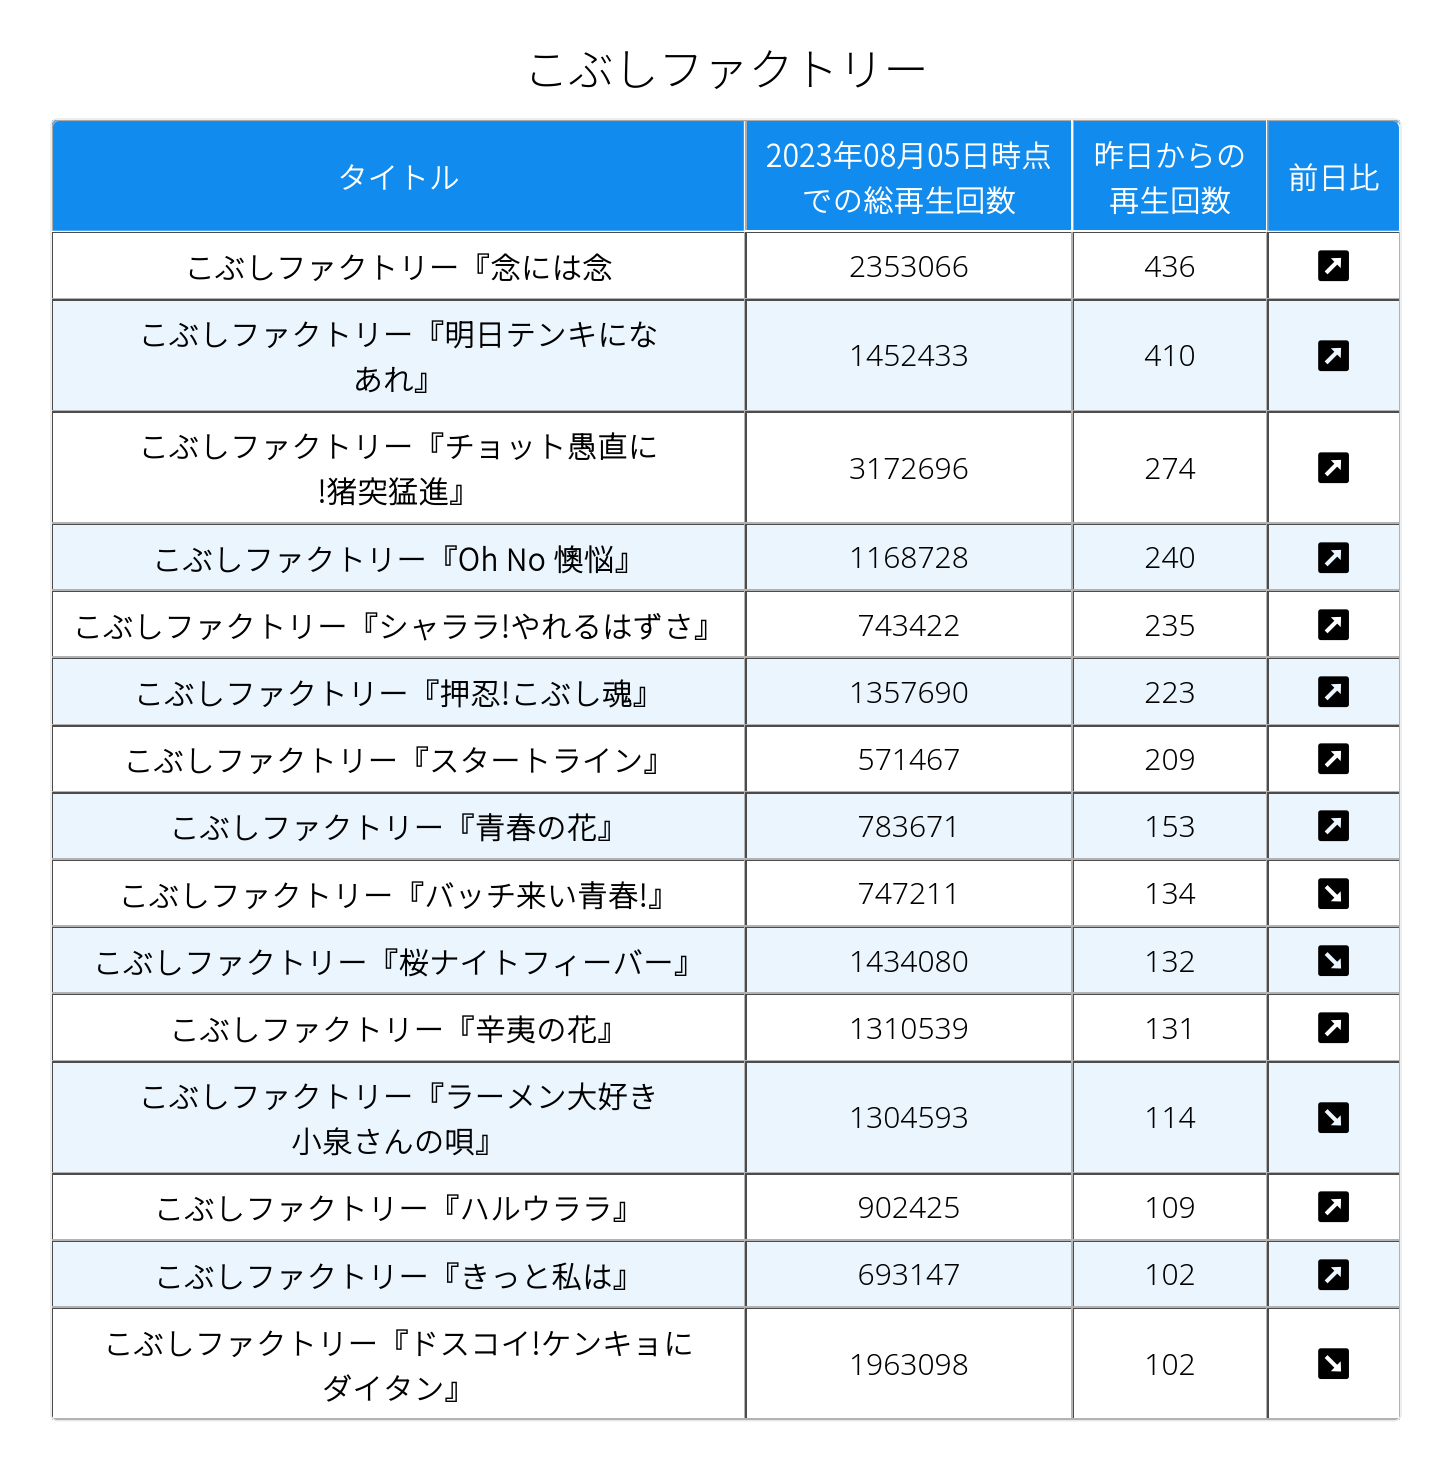 こぶしファクトリー
タイトル
2023年08月05日時点
での総再生回数
昨日からの
再生回数
前日比
こぶしファクトリー『念には念 2353066 436
こぶしファクトリー『明日テンキにな
あれ』 1452433 410
こぶしファクトリー『チョット愚直に
!猪突猛進』 3172696 274
こぶしファクトリー『Oh No 懊悩』 1168728 240
こぶしファクトリー『シャララ!やれるはずさ』 743422 235
こぶしファクトリー『押忍!こぶし魂』 1357690 223
こぶしファクトリー『スタートライン』 571467 209
こぶしファクトリー『青春の花』 783671 153
こぶしファクトリー『バッチ来い青春!』 747211 134
こぶしファクトリー『桜ナイトフィーバー』 1434080 132
こぶしファクトリー『辛夷の花』 1310539 131
こぶしファクトリー『ラーメン大好き
小泉さんの唄』 1304593 114
こぶしファクトリー『ハルウララ』 902425 109
こぶしファクトリー『きっと私は』 693147 102
こぶしファクトリー『ドスコイ!ケンキョに
ダイタン』 1963098 102